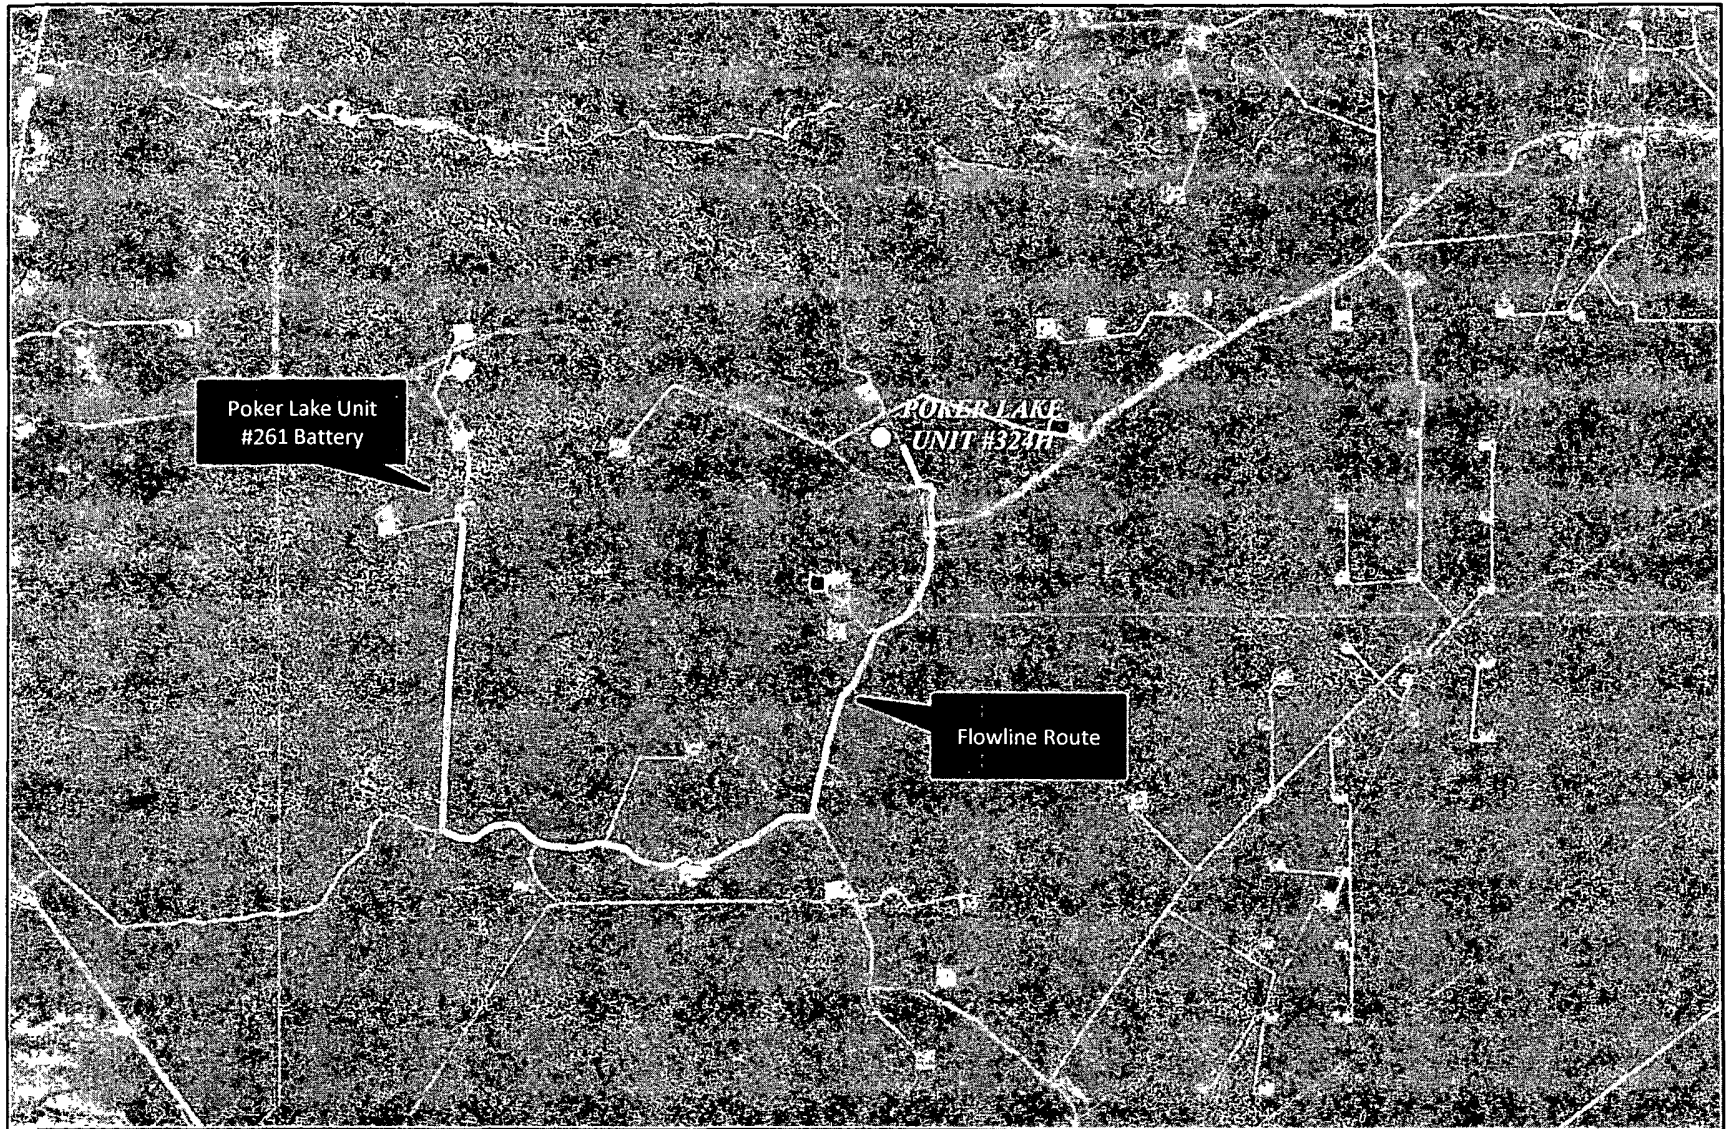 Poker Lake Unit
#261 Battery
POKER LAKE
UNIT #324H
Flowline Route